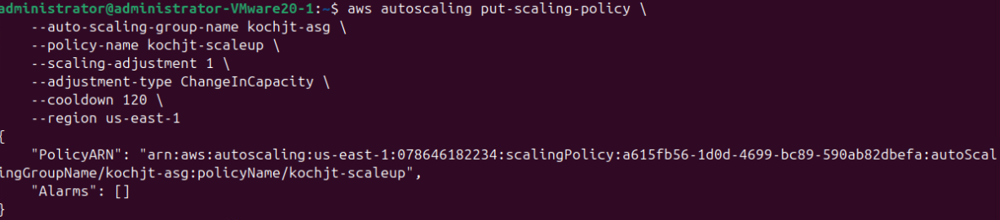 administrator@administrator-VMware20-1:~$ aws autoscaling put-scaling-policy \
    --auto-scaling-group-name kochjt-asg \
    --policy-name kochjt-scaleup \
    --scaling-adjustment 1 \
    --adjustment-type ChangeInCapacity \
    --cooldown 120 \
    --region us-east-1
{
    "PolicyARN": "arn:aws:autoscaling:us-east-1:078646182234:scalingPolicy:a615fb56-1d0d-4699-bc89-590ab82dbefa:autoScal
ingGroupName/kochjt-asg:policyName/kochjt-scaleup",
    "Alarms": []
}